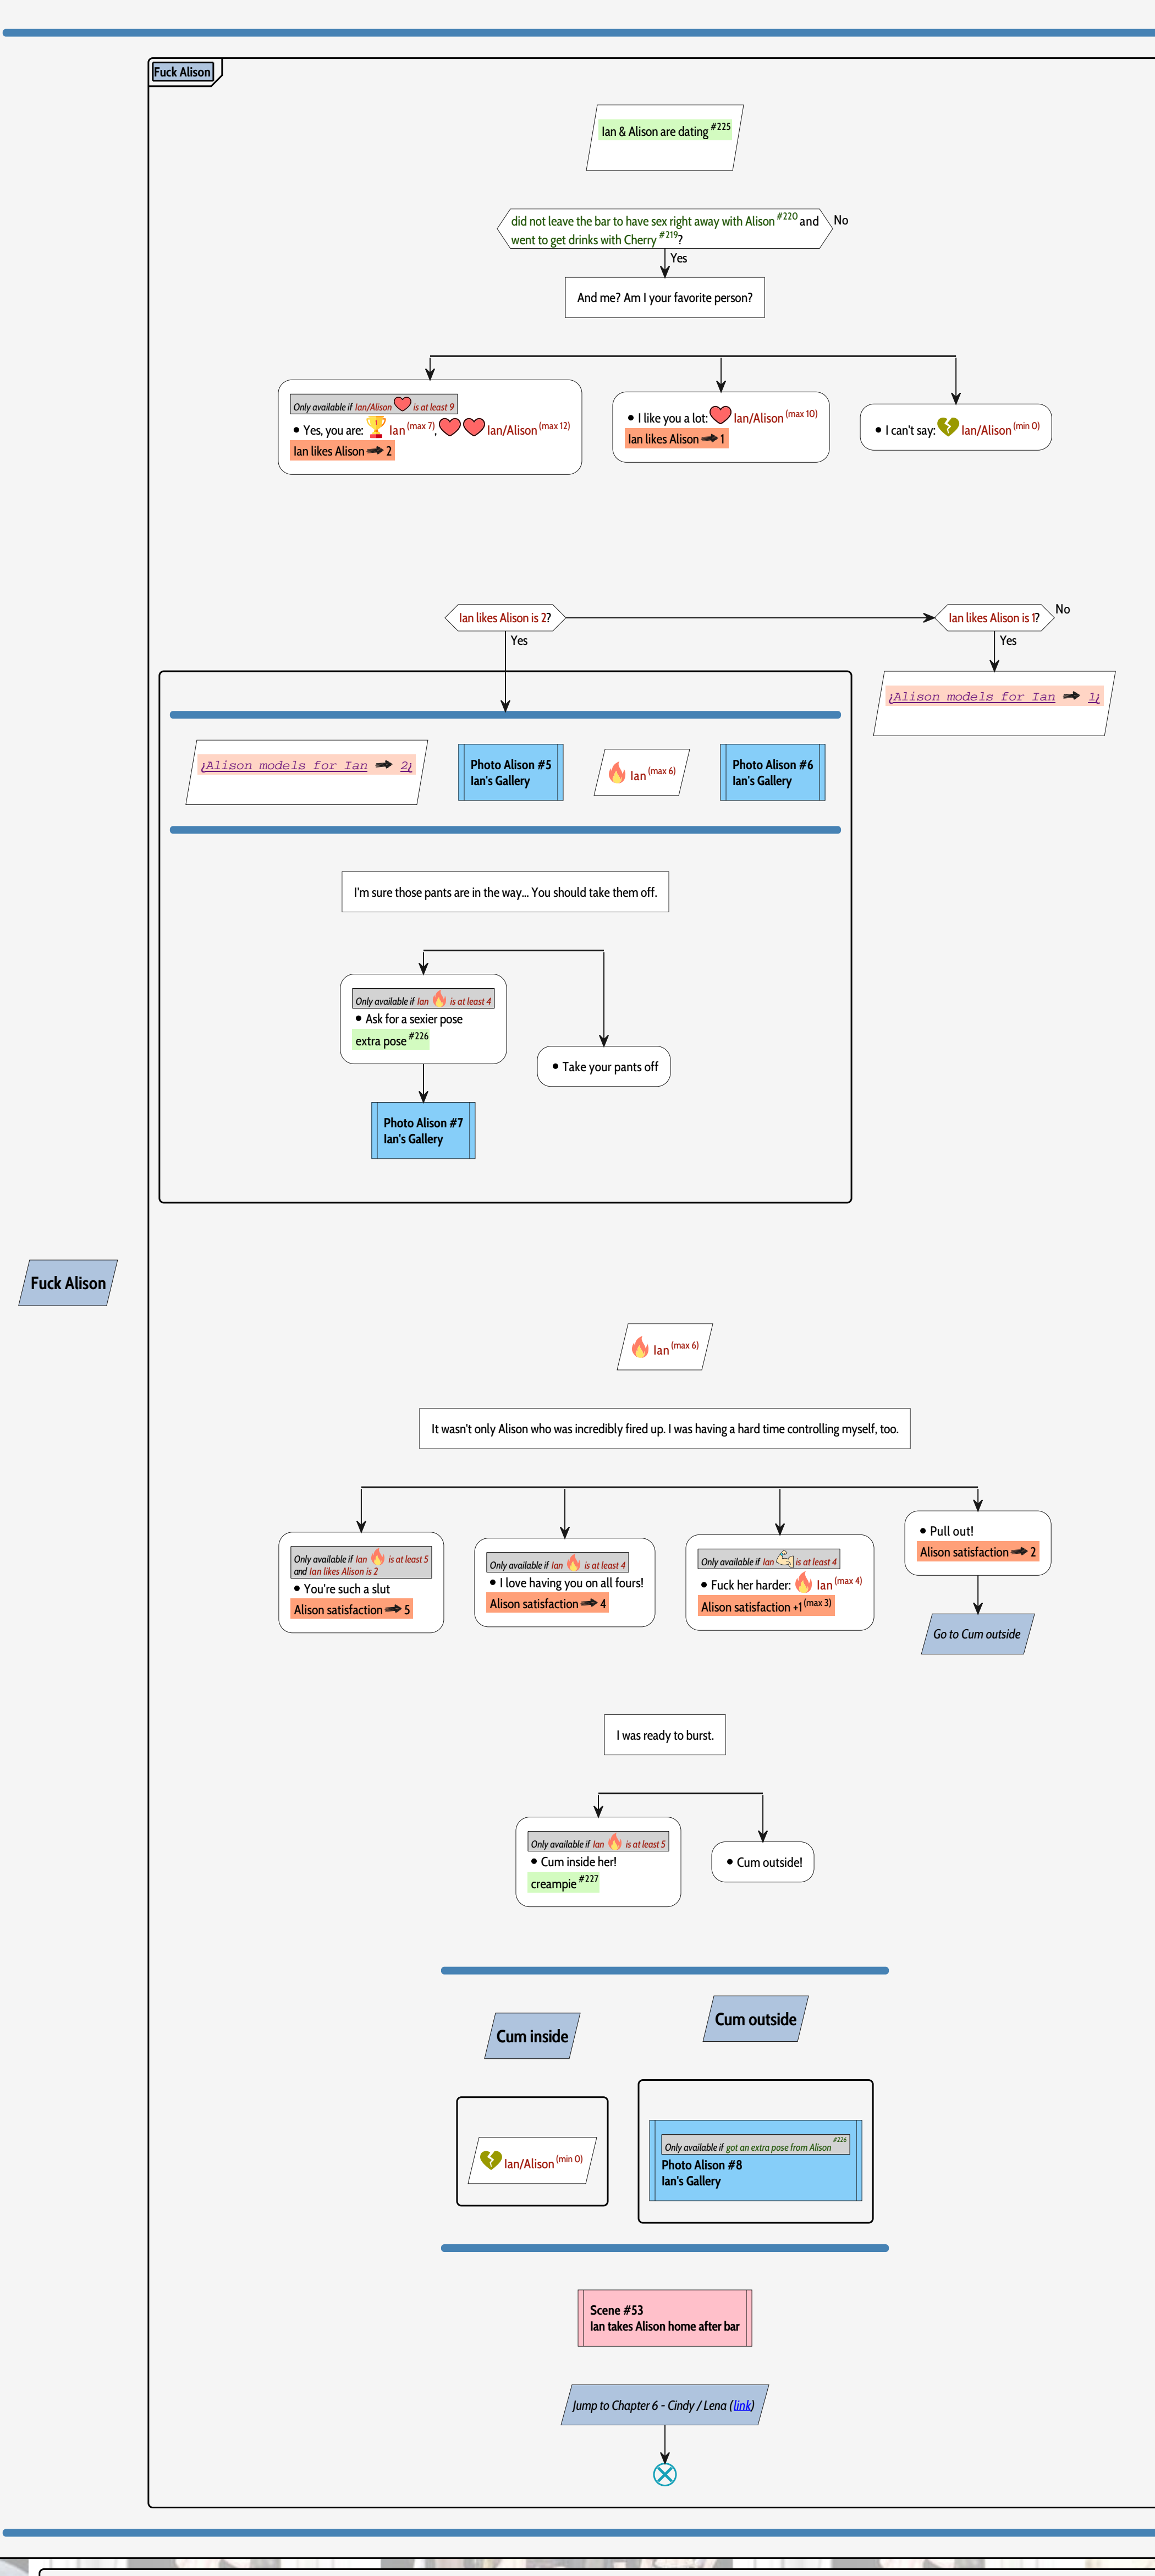 Fuck Alison
Ian & Alison are dating #225
did not leave the bar to have sex right away with Alison #220 and
went to get drinks with Cherry #219?
No
Yes
And me? Am I your favorite person?
Only available if Ian/Alison is at least 9
• Yes, you are: Ian (max 7), Ian/Alison (max 12)
Ian likes Alison 2
• I like you a lot: Ian/Alison (max 10)
Ian likes Alison 1
• I can't say: Ian/Alison (min 0)
Ian likes Alison is 2?
Yes
Ian likes Alison is 1?
No
Yes
¿Alison models for Ian 1¿
¿Alison models for Ian 2¿
Photo Alison #5
Ian's Gallery
Ian (max 6)
Photo Alison #6
Ian's Gallery
I'm sure those pants are in the way... You should take them off.
Only available if Ian is at least 4
• Ask for a sexier pose
extra pose #226
• Take your pants off
Photo Alison #7
Ian's Gallery
Fuck Alison
Ian (max 6)
It wasn't only Alison who was incredibly fired up. I was having a hard time controlling myself, too.
Only available if Ian is at least 5
and Ian likes Alison is 2
• You're such a slut
Alison satisfaction 5
Only available if Ian is at least 4
• I love having you on all fours!
Alison satisfaction 4
Only available if Ian is at least 4
• Fuck her harder: Ian (max 4)
Alison satisfaction +1 (max 3)
• Pull out!
Alison satisfaction 2
Go to Cum outside
I was ready to burst.
Only available if Ian is at least 5
• Cum inside her!
creampie #227
• Cum outside!
Cum inside
Cum outside
Ian/Alison (min 0)
Only available if got an extra pose from Alison #226
Photo Alison #8
Ian's Gallery
Scene #53
Ian takes Alison home after bar
Jump to Chapter 6 - Cindy / Lena (link)